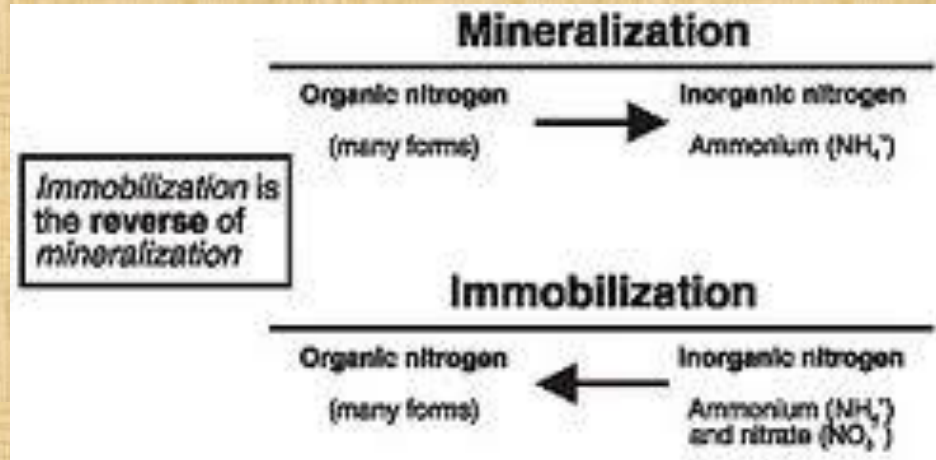 Mineralization
Organic nitrogen
(many forms)
Inorganic nitrogen
Ammonium (NH₄⁺)
Immobilization is
the reverse of
mineralization
Immobilization
Organic nitrogen
(many forms)
Inorganic nitrogen
Ammonium (NH₄⁺)
and nitrate (NO₃⁻)